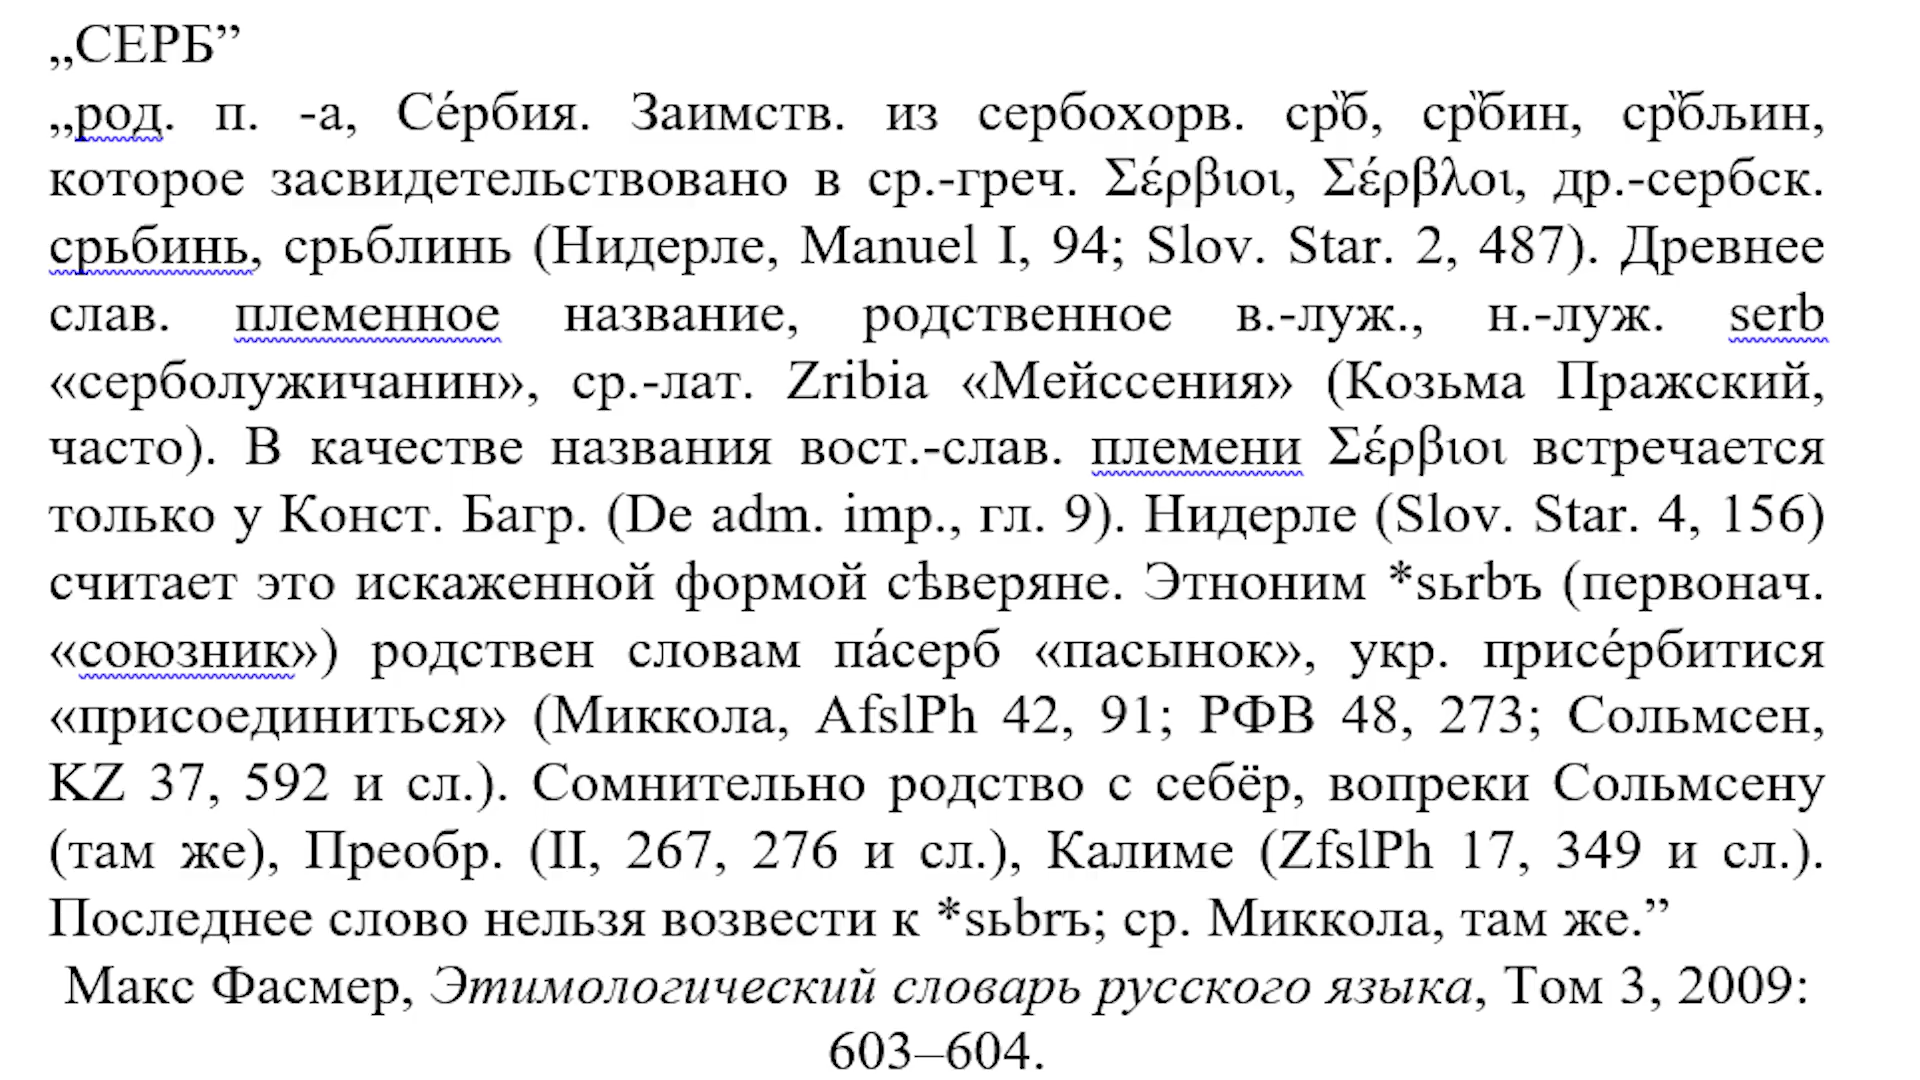 „СЕРБ”
„род. п. -а, Се́рбия. Заимств. из сербохорв. ср̏б, ср̏бин, ср̏бљин,
которое засвидетельствовано в ср.-греч. Σέρβιοι, Σέρβλοι, др.-сербск.
срьбинь, срьблинь (Нидерле, Manuel I, 94; Slov. Star. 2, 487). Древнее
слав. племенное название, родственное в.-луж., н.-луж. serb
«серболужичанин», ср.-лат. Zribia «Мейссения» (Козьма Пражский,
часто). В качестве названия вост.-слав. племени Σέρβιοι встречается
только у Конст. Багр. (De adm. imp., гл. 9). Нидерле (Slov. Star. 4, 156)
считает это искаженной формой сѣверяне. Этноним *sьrbъ (первонач.
«союзник») родствен словам па́серб «пасынок», укр. присе́рбитися
«присоединиться» (Миккола, AfslPh 42, 91; РФВ 48, 273; Сольмсен,
KZ 37, 592 и сл.). Сомнительно родство с себёр, вопреки Сольмсену
(там же), Преобр. (II, 267, 276 и сл.), Калиме (ZfslPh 17, 349 и сл.).
Последнее слово нельзя возвести к *sьbrъ; ср. Миккола, там же.”
Макс Фасмер, Этимологический словарь русского языка, Том 3, 2009:
603–604.